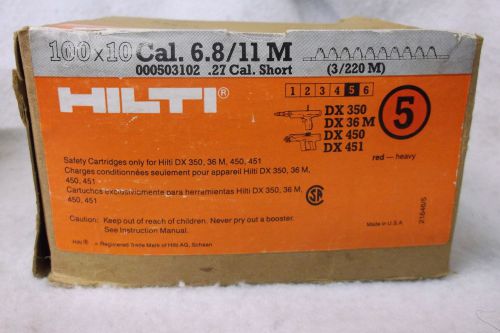 100x10 Cal. 6.8/11 M
000503102 .27 Cal. Short (3/220 M)
HILTI®
1 2 3 4 5 6
DX 350
DX 36 M
DX 450
DX 451
5
red — heavy
Safety Cartridges only for Hilti DX 350, 36 M, 450, 451
Charges conditionnées seulement pour appareil Hilti DX 350, 36 M,
450, 451
Cartuchos exclusivamente para herramientas Hilti DX 350, 36 M,
450, 451
SA
Caution: Keep out of reach of children. Never pry out a booster.
See Instruction Manual.
Made in U.S.A
Hilti ® = Registered Trade Mark of Hilti AG, Schaan
21646/5